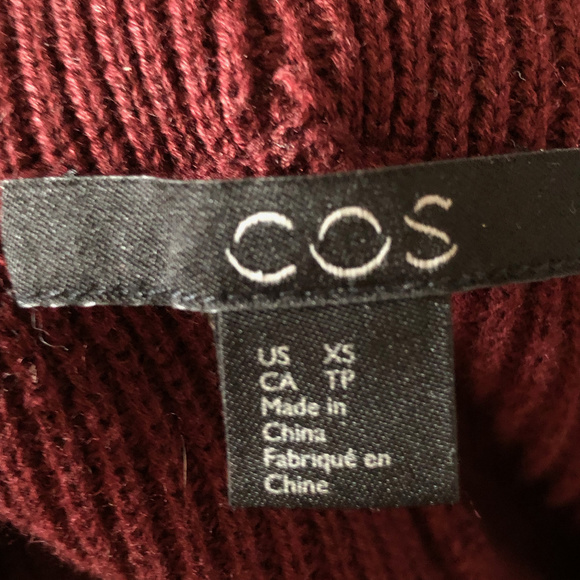 COS
US XS
CA TP
Made in
China
Fabriqué en
Chine